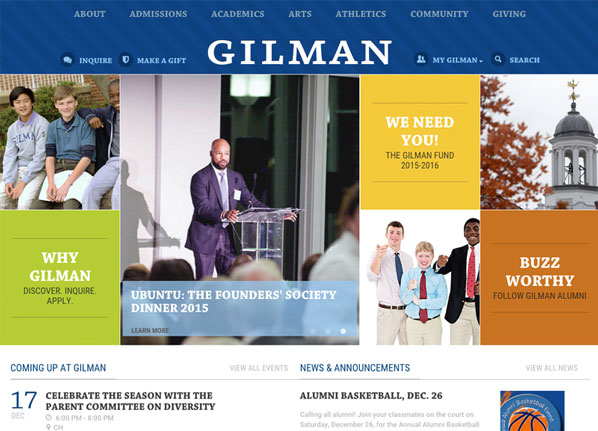 ABOUT ADMISSIONS ACADEMICS ARTS ATHLETICS COMMUNITY GIVING
INQUIRE MAKE A GIFT GILMAN MY GILMAN SEARCH
WE NEED
YOU!
THE GILMAN FUND
2015-2016
WHY
GILMAN
DISCOVER. INQUIRE.
APPLY.
UBUNTU: THE FOUNDERS' SOCIETY
DINNER 2015
LEARN MORE
BUZZ
WORTHY
FOLLOW GILMAN ALUMNI
COMING UP AT GILMAN VIEW ALL EVENTS
17
DEC
CELEBRATE THE SEASON WITH THE
PARENT COMMITTEE ON DIVERSITY
6:00 PM - 8:00 PM
CH
NEWS & ANNOUNCEMENTS VIEW ALL NEWS
ALUMNI BASKETBALL, DEC. 26
Calling all alumni! Join your classmates on the court on
Saturday, December 26, for the Annual Alumni Basketball
Alumni Basketball Event